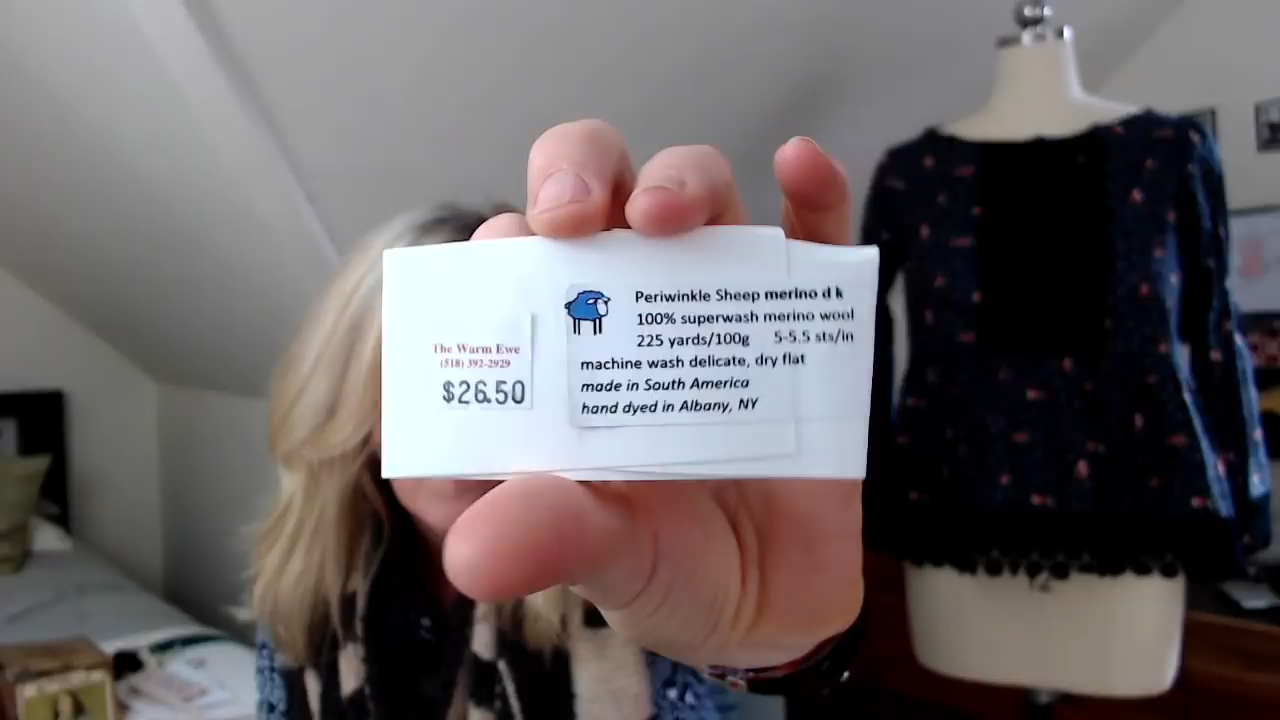 The Warm Ewe
(518) 392-2929
$26.50
Periwinkle Sheep merino dk
100% superwash merino wool
225 yards/100g 5-5.5 sts/in
machine wash delicate, dry flat
made in South America
hand dyed in Albany, NY